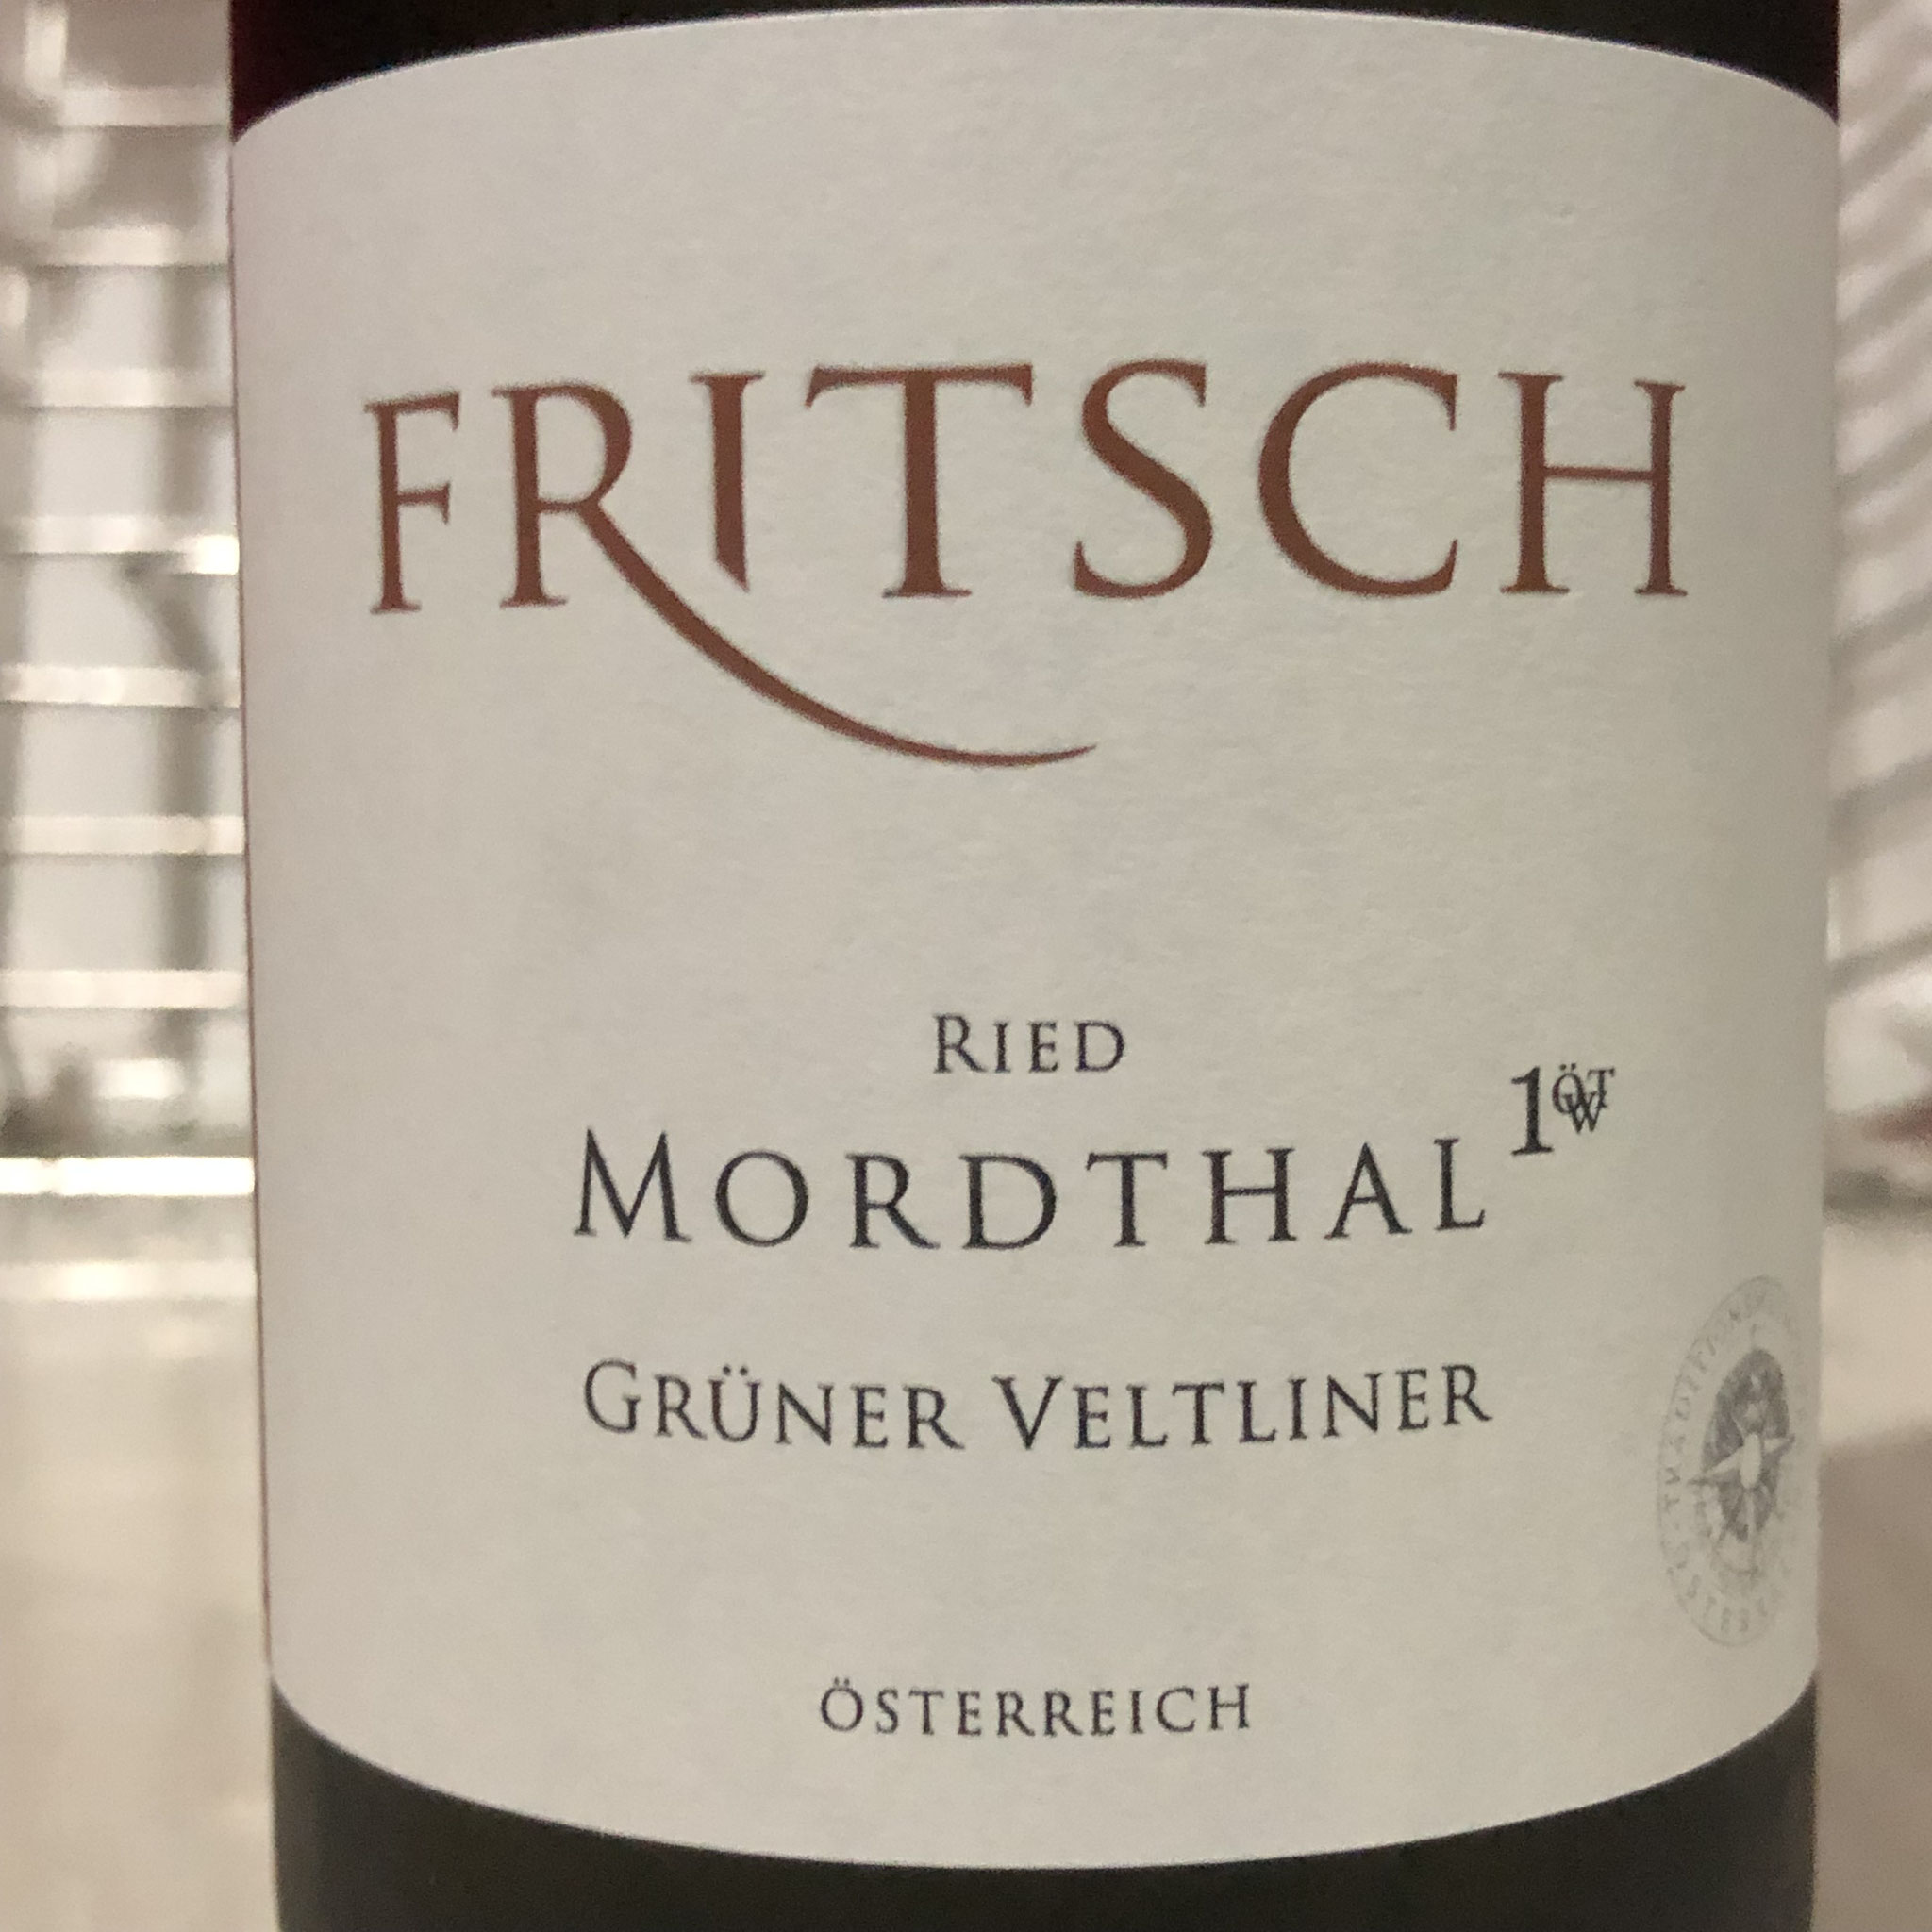 FRITSCH
RIED
MORDTHAL 1ÖTW
GRÜNER VELTLINER
ÖSTERREICH